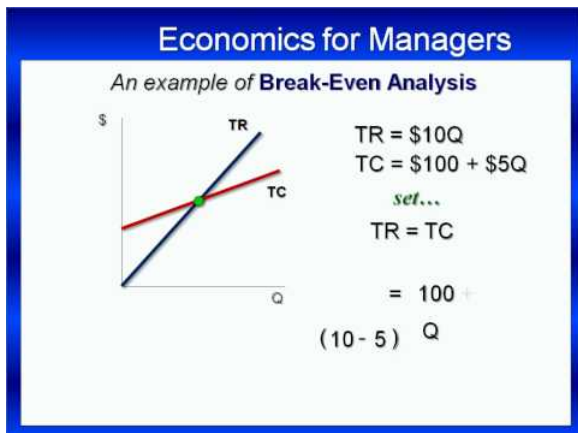 Economics for Managers
An example of Break-Even Analysis
$
TR
TC
Q
TR = $10Q
TC = $100 + $5Q
set...
TR = TC
= 100 +
(10 - 5) Q